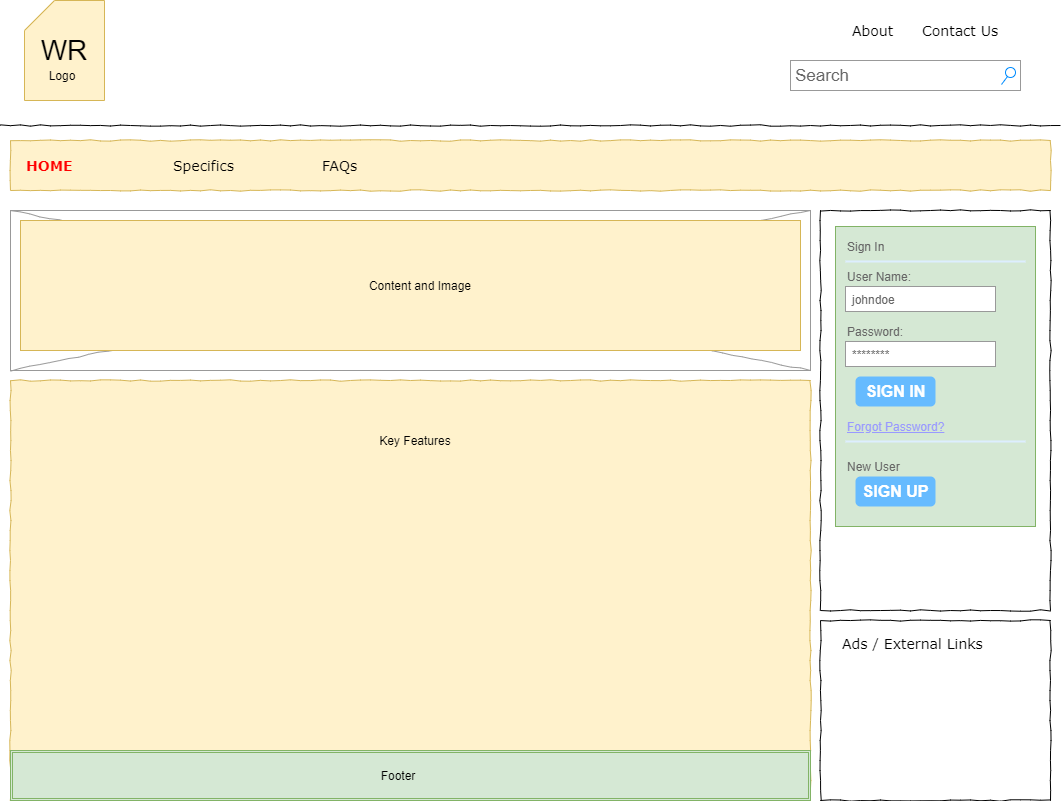 WR
Logo
About
Contact Us
Search
HOME
Specifics
FAQs
Content and Image
Key Features
Footer
Sign In
User Name:
johndoe
Password:
********
SIGN IN
Forgot Password?
New User
SIGN UP
Ads / External Links